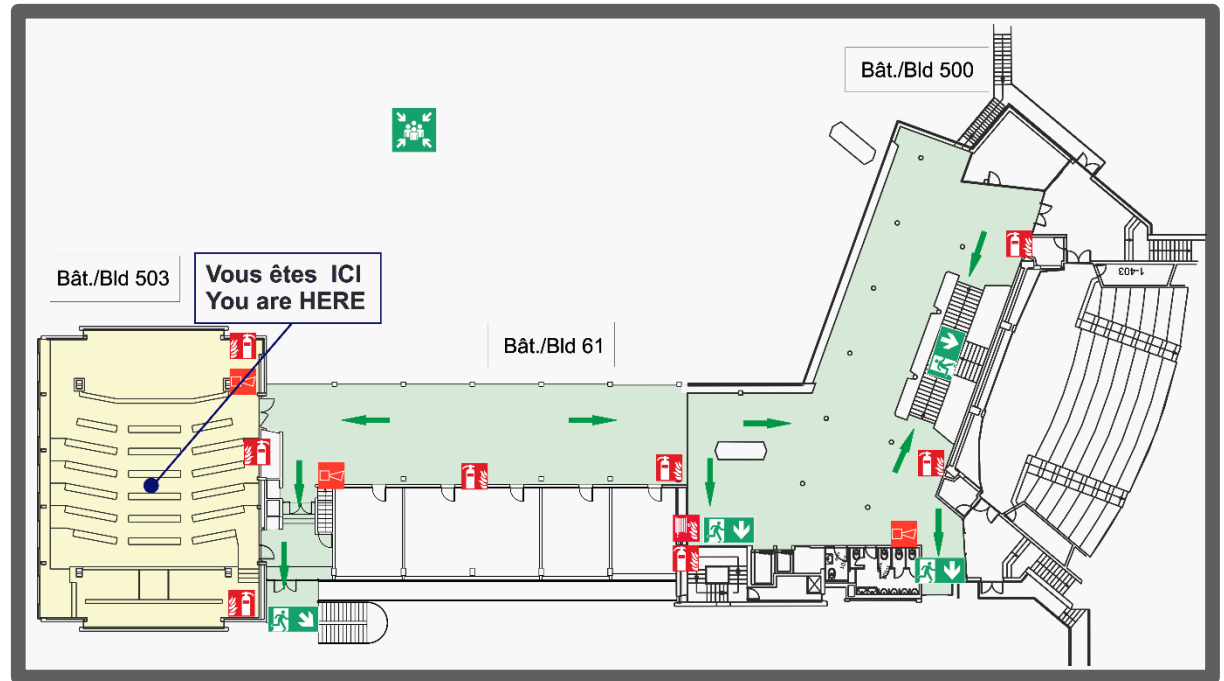 Bât./Bld 500
Bât./Bld 503
Vous êtes ICI
You are HERE
1-403
Bât./Bld 61